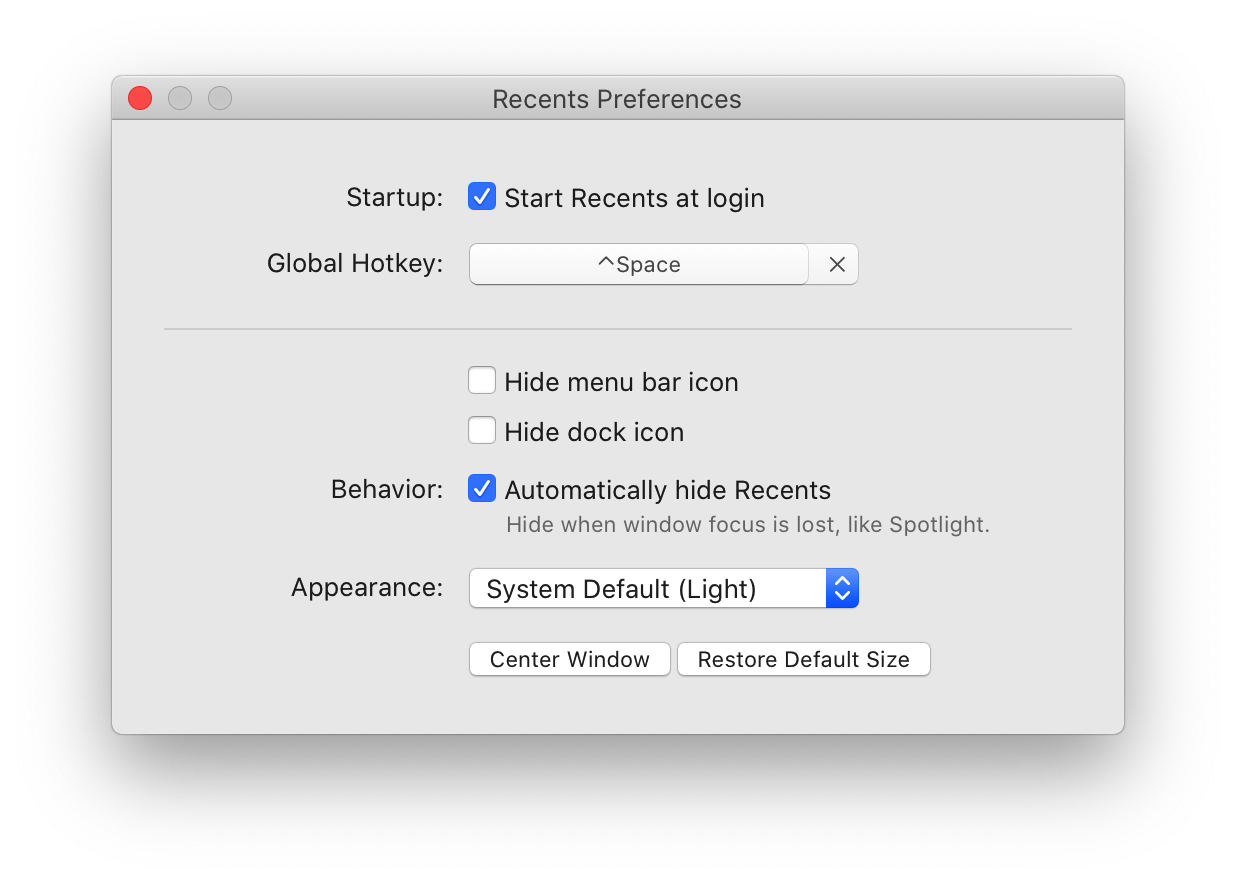 Recents Preferences
Startup: Start Recents at login
Global Hotkey: ^Space
Hide menu bar icon
Hide dock icon
Behavior: Automatically hide Recents
Hide when window focus is lost, like Spotlight.
Appearance: System Default (Light)
Center Window Restore Default Size